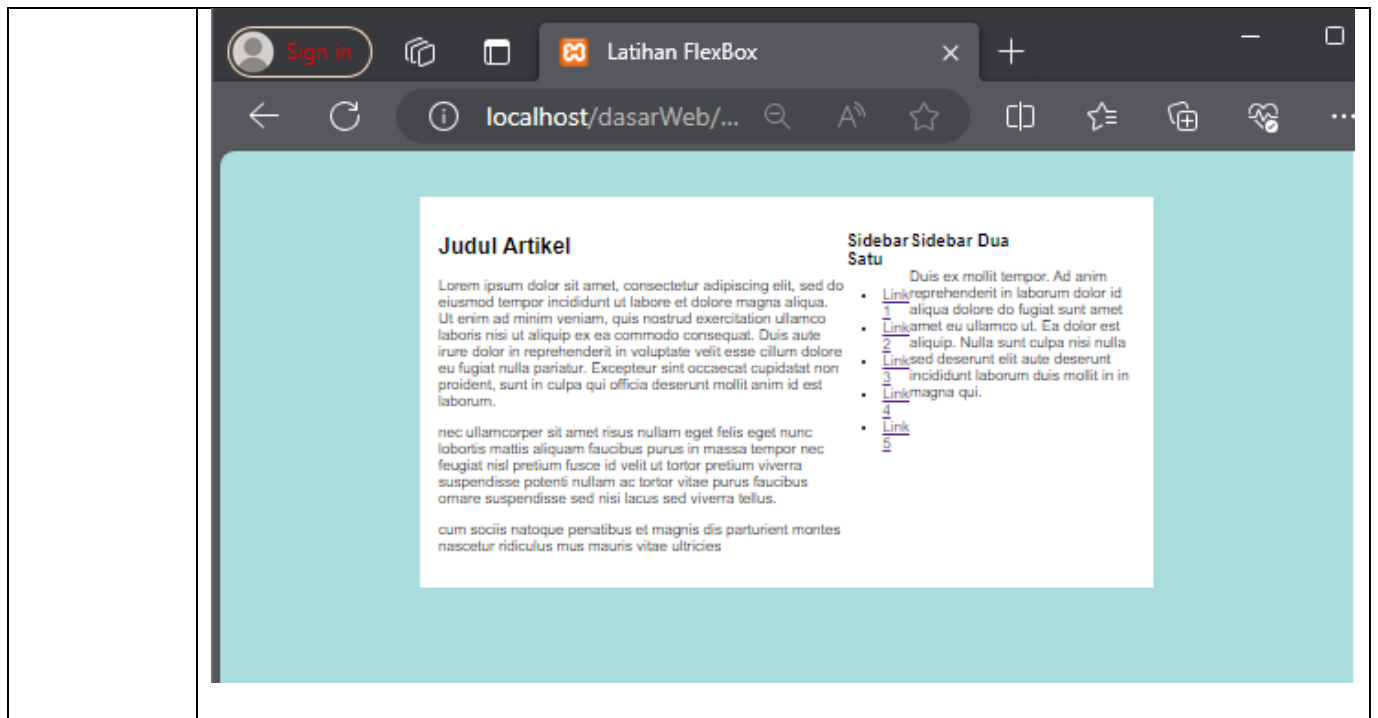 Sign in
Latihan FlexBox
localhost/dasarWeb/...
Judul Artikel
Lorem ipsum dolor sit amet, consectetur adipiscing elit, sed do
eiusmod tempor incididunt ut labore et dolore magna aliqua.
Ut enim ad minim veniam, quis nostrud exercitation ullamco
laboris nisi ut aliquip ex ea commodo consequat. Duis aute
irure dolor in reprehenderit in voluptate velit esse cillum dolore
eu fugiat nulla pariatur. Excepteur sint occaecat cupidatat non
proident, sunt in culpa qui officia deserunt mollit anim id est
laborum.
nec ullamcorper sit amet risus nullam eget felis eget nunc
lobortis mattis aliquam faucibus purus in massa tempor nec
feugiat nisl pretium fusce id velit ut tortor pretium viverra
suspendisse potenti nullam ac tortor vitae purus faucibus
ornare suspendisse sed nisi lacus sed viverra tellus.
cum sociis natoque penatibus et magnis dis parturient montes
nascetur ridiculus mus mauris vitae ultricies
Sidebar
Satu
Link
1
Link
2
Link
3
Link
4
Link
5
Sidebar Dua
Duis ex mollit tempor. Ad anim
reprehenderit in laborum dolor id
aliqua dolore do fugiat sunt amet
amet eu ullamco ut. Ea dolor est
aliquip. Nulla sunt culpa nisi nulla
sed deserunt elit aute deserunt
incididunt laborum duis mollit in in
magna qui.